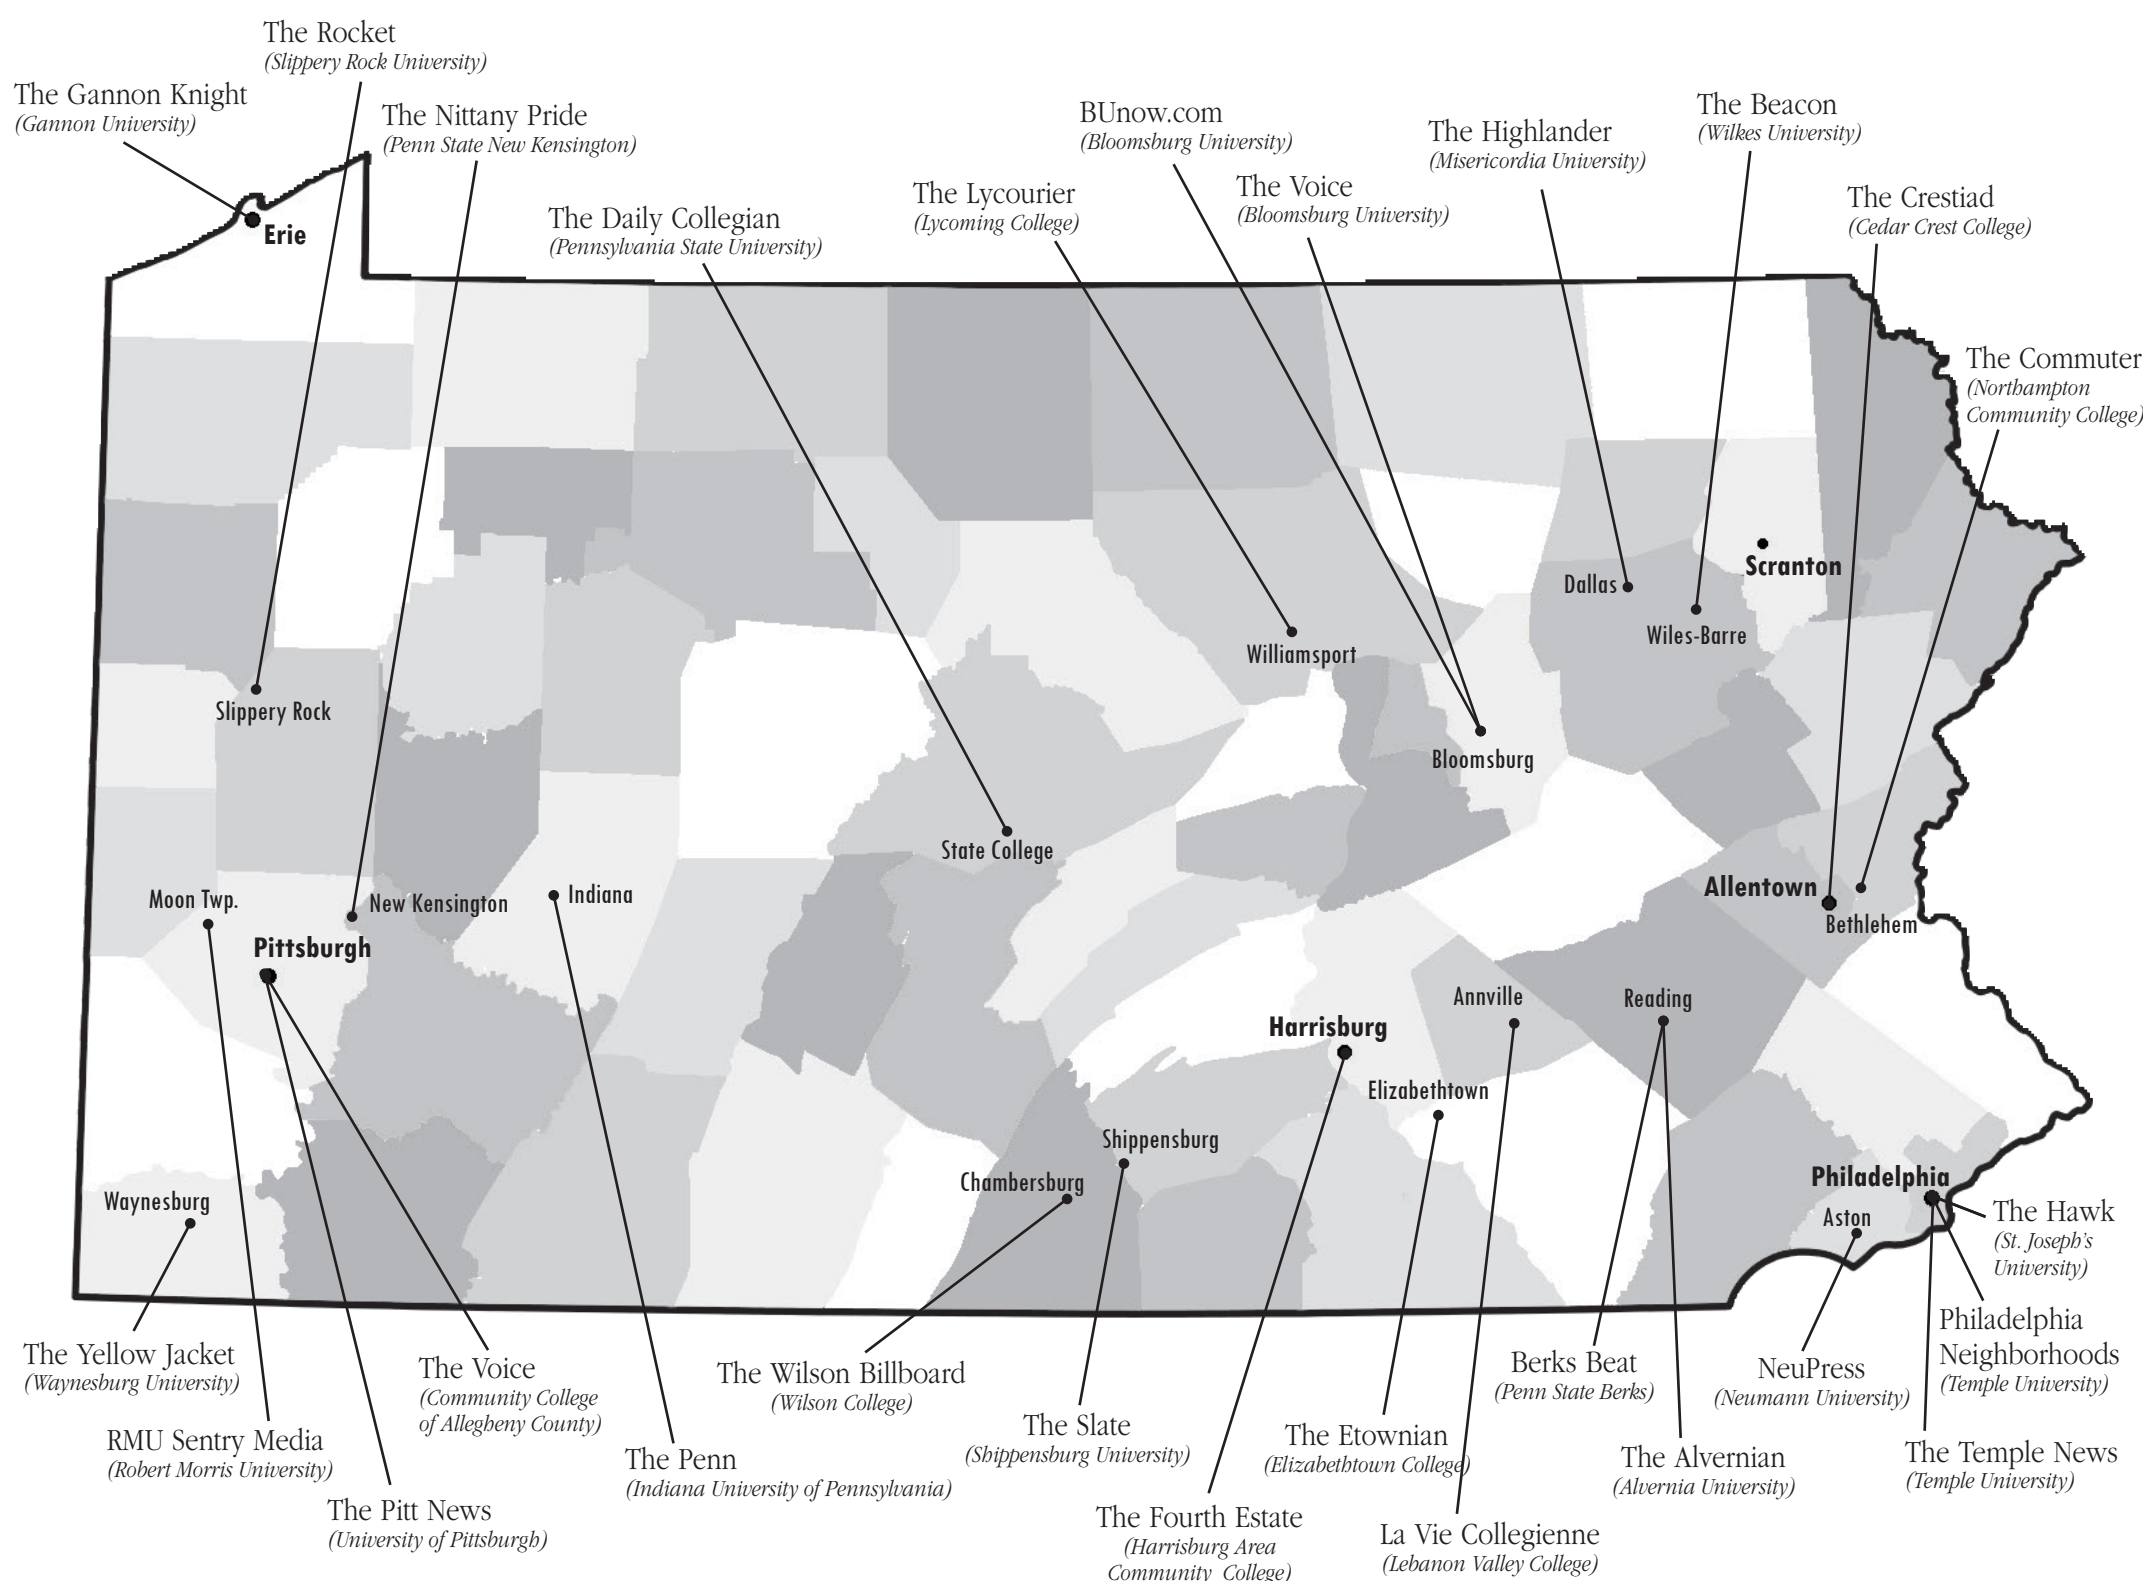 The Rocket
(Slippery Rock University)
The Gannon Knight
(Gannon University)
The Nittany Pride
(Penn State New Kensington)
The Daily Collegian
(Pennsylvania State University)
The Lycourier
(Lycoming College)
BUnow.com
(Bloomsburg University)
The Voice
(Bloomsburg University)
The Highlander
(Misericordia University)
The Beacon
(Wilkes University)
The Crestiad
(Cedar Crest College)
The Commuter
(Northampton
Community College)
Erie
Scranton
Dallas
Wiles-Barre
Williamsport
Slippery Rock
Bloomsburg
State College
Moon Twp.
New Kensington
Indiana
Pittsburgh
Allentown
Bethlehem
Annville
Reading
Harrisburg
Elizabethtown
Shippensburg
Chambersburg
Waynesburg
Philadelphia
Aston
The Hawk
(St. Joseph's
University)
Philadelphia
Neighborhoods
(Temple University)
The Temple News
(Temple University)
NeuPress
(Neumann University)
Berks Beat
(Penn State Berks)
The Alvernian
(Alvernia University)
La Vie Collegienne
(Lebanon Valley College)
The Etownian
(Elizabethtown College)
The Fourth Estate
(Harrisburg Area
Community College)
The Slate
(Shippensburg University)
The Wilson Billboard
(Wilson College)
The Penn
(Indiana University of Pennsylvania)
The Voice
(Community College
of Allegheny County)
The Pitt News
(University of Pittsburgh)
RMU Sentry Media
(Robert Morris University)
The Yellow Jacket
(Waynesburg University)